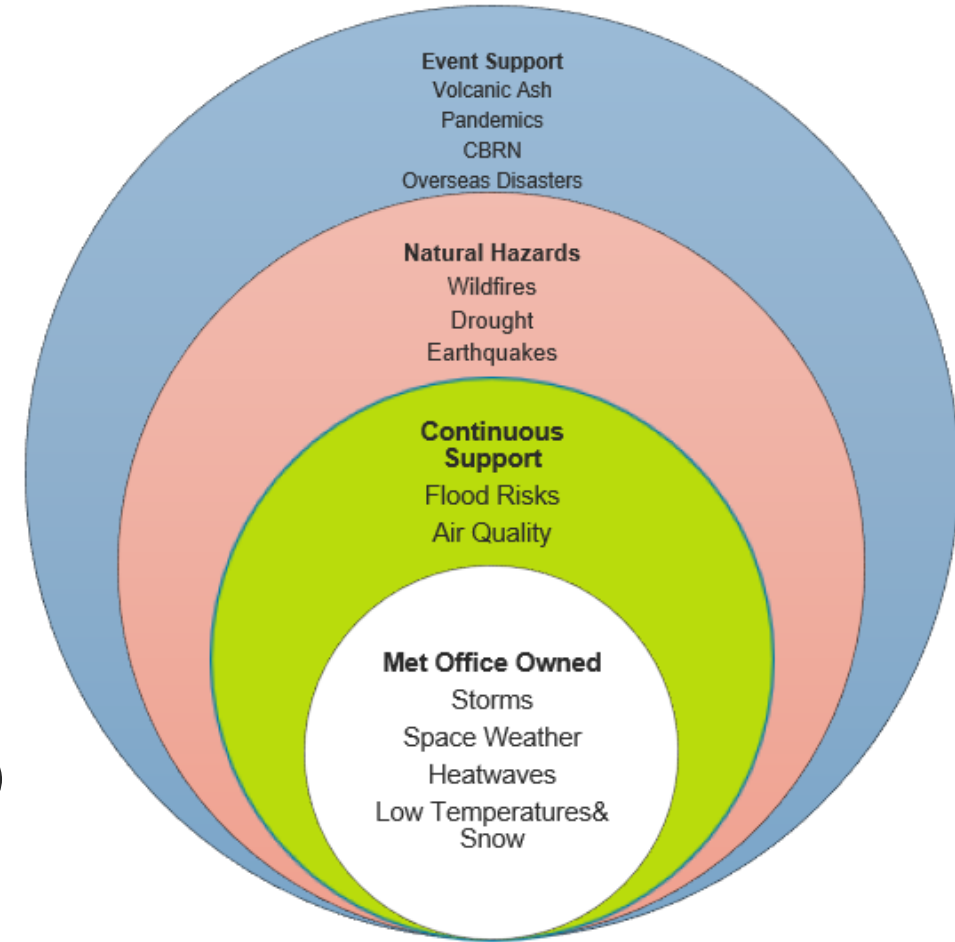 Event Support
Volcanic Ash
Pandemics
CBRN
Overseas Disasters
Natural Hazards
Wildfires
Drought
Earthquakes
Continuous
Support
Flood Risks
Air Quality
Met Office Owned
Storms
Space Weather
Heatwaves
Low Temperatures&
Snow
)